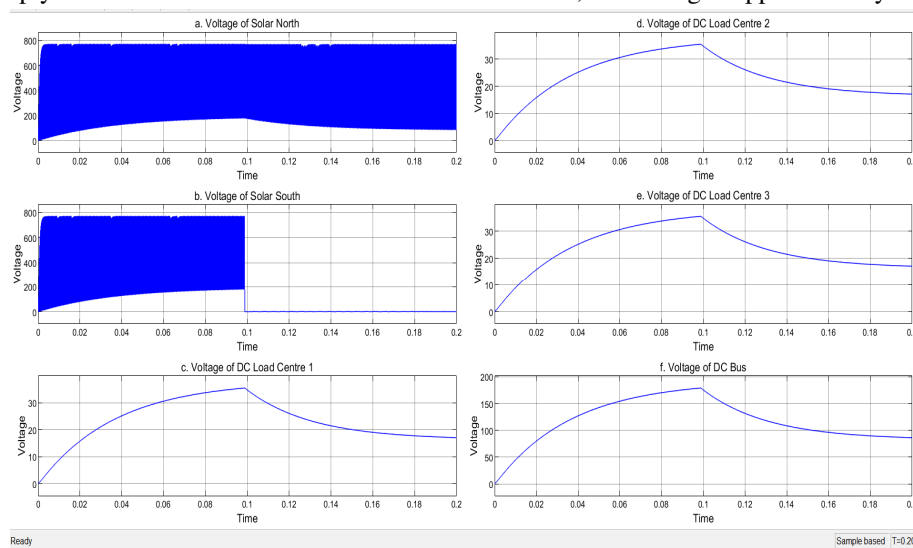 a. Voltage of Solar North
800
600
400
200
0
Voltage
0 0.02 0.04 0.06 0.08 0.1 0.12 0.14 0.16 0.18 0.2
Time
b. Voltage of Solar South
800
600
400
200
0
Voltage
0 0.02 0.04 0.06 0.08 0.1 0.12 0.14 0.16 0.18 0.2
Time
c. Voltage of DC Load Centre 1
30
20
10
0
Voltage
0 0.02 0.04 0.06 0.08 0.1 0.12 0.14 0.16 0.18 0.2
Time
d. Voltage of DC Load Centre 2
30
20
10
0
Voltage
0 0.02 0.04 0.06 0.08 0.1 0.12 0.14 0.16 0.18 0.
Time
e. Voltage of DC Load Centre 3
30
20
10
0
Voltage
0 0.02 0.04 0.06 0.08 0.1 0.12 0.14 0.16 0.18 0.
Time
f. Voltage of DC Bus
200
150
100
50
0
Voltage
0 0.02 0.04 0.06 0.08 0.1 0.12 0.14 0.16 0.18 0.
Time
Ready
Sample based T=0.20